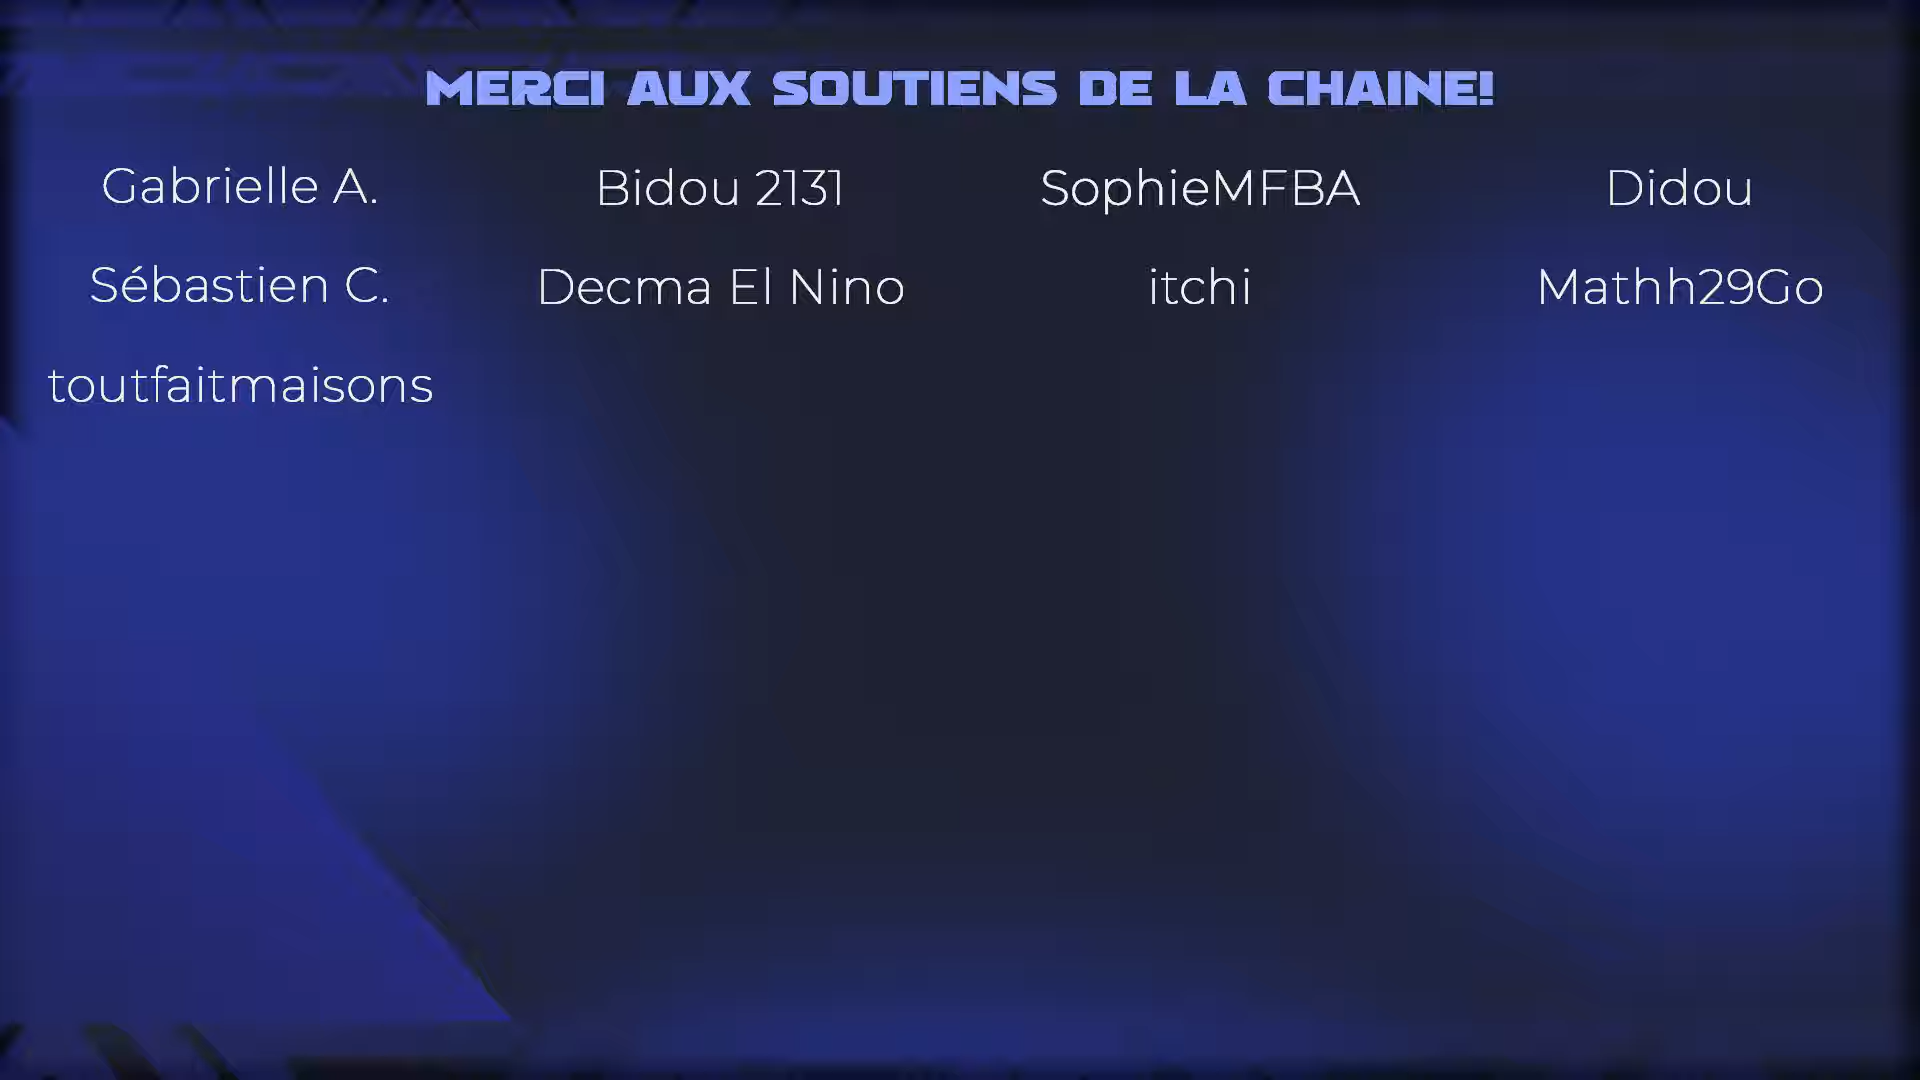 MERCI AUX SOUTIENS DE LA CHAINE!
Gabrielle A. Bidou 2131 SophieMFBA Didou
Sébastien C. Decma El Nino itchi Mathh29Go
toutfaitmaisons